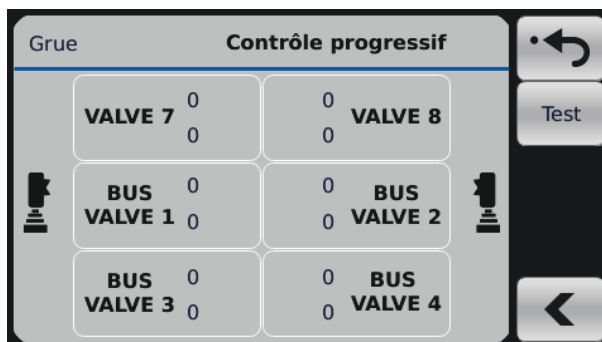 Grue Contrôle progressif
Test
VALVE 7 0 0 0 0 VALVE 8
BUS VALVE 1 0 0 0 0 BUS VALVE 2
BUS VALVE 3 0 0 0 0 BUS VALVE 4